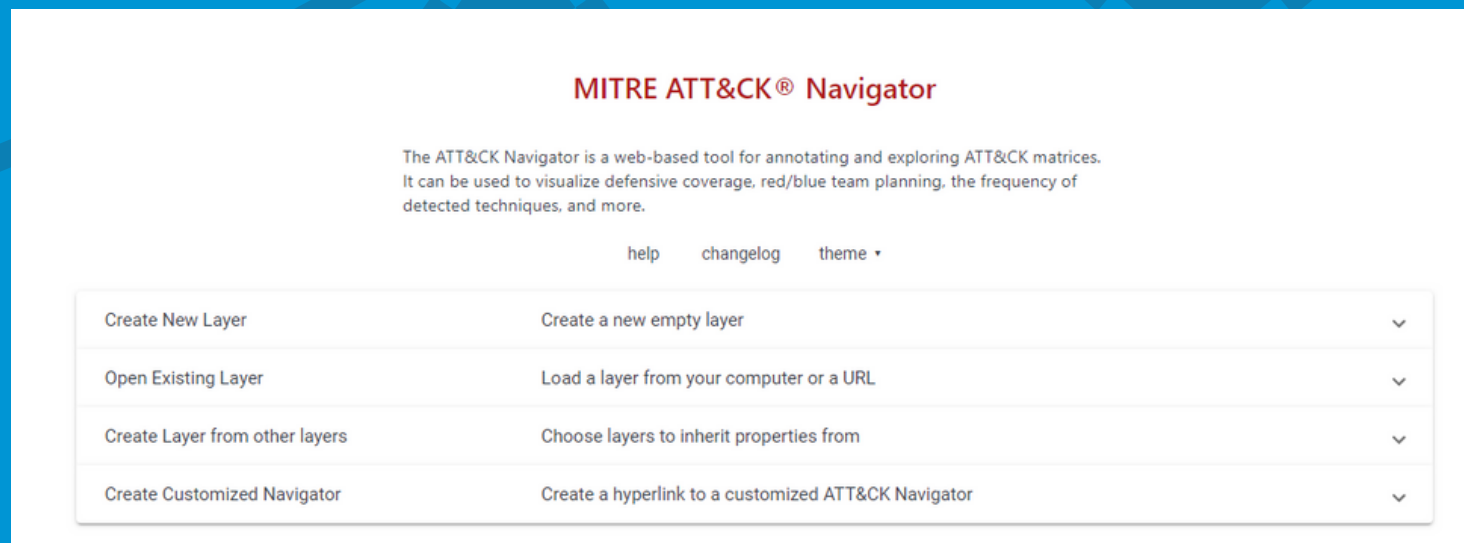 MITRE ATT&CK® Navigator
The ATT&CK Navigator is a web-based tool for annotating and exploring ATT&CK matrices.
It can be used to visualize defensive coverage, red/blue team planning, the frequency of
detected techniques, and more.
help changelog theme ▾
Create New Layer Create a new empty layer
Open Existing Layer Load a layer from your computer or a URL
Create Layer from other layers Choose layers to inherit properties from
Create Customized Navigator Create a hyperlink to a customized ATT&CK Navigator